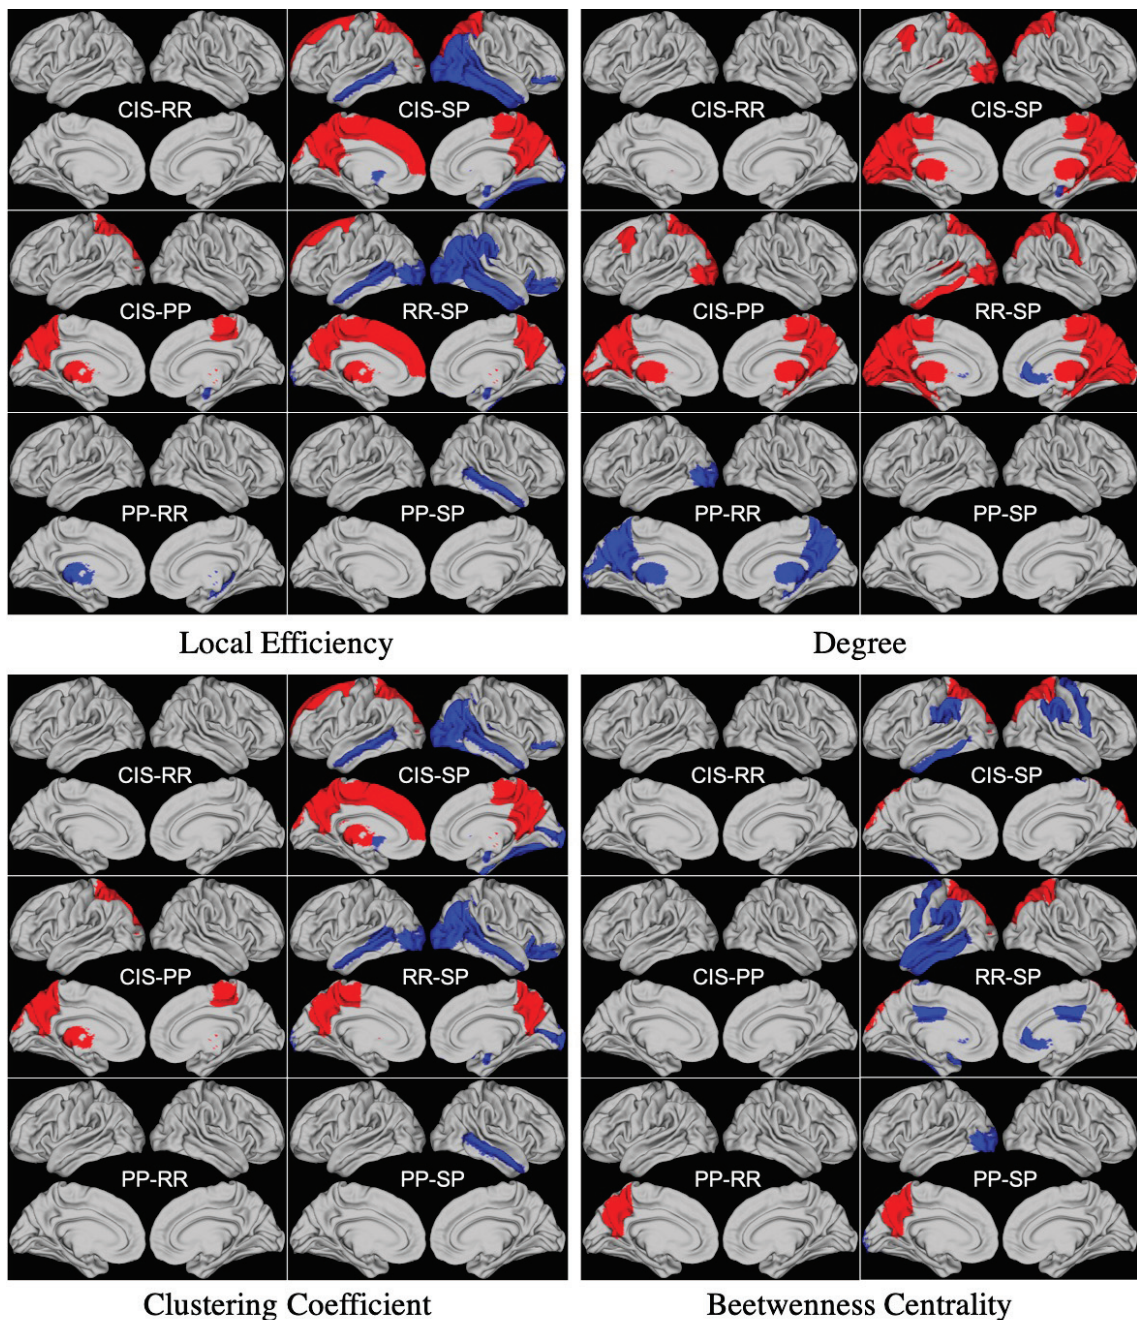 CIS-RR
CIS-SP
CIS-PP
RR-SP
PP-RR
PP-SP
Local Efficiency
CIS-RR
CIS-SP
CIS-PP
RR-SP
PP-RR
PP-SP
Degree
CIS-RR
CIS-SP
CIS-PP
RR-SP
PP-RR
PP-SP
Clustering Coefficient
CIS-RR
CIS-SP
CIS-PP
RR-SP
PP-RR
PP-SP
Beetwenness Centrality